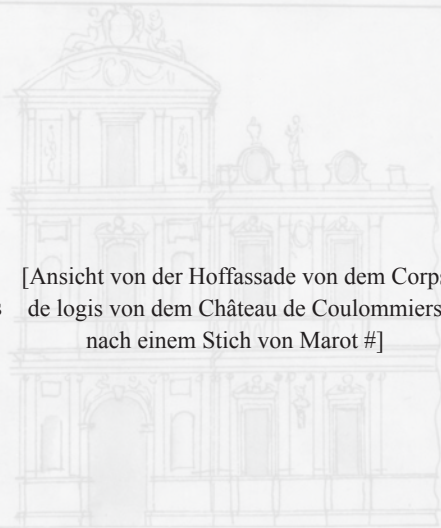 [Ansicht von der Hoffassade von dem Corps
de logis von dem Château de Coulommiers
nach einem Stich von Marot #]